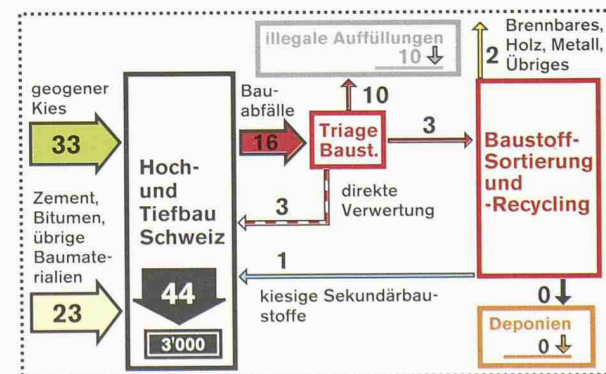 illegale Auffüllungen
10
2
Brennbares,
Holz, Metall,
Übriges
geogener
Kies
33
Bau-
abfälle
16
10
Triage
Baust.
3
Baustoff-
Sortierung
und
-Recycling
Hoch-
und
Tiefbau
Schweiz
3
direkte
Verwertung
Zement,
Bitumen,
übrige
Baumate-
rialien
23
1
kiesige Sekundärbau-
stoffe
44
3'000
0
Deponien
0